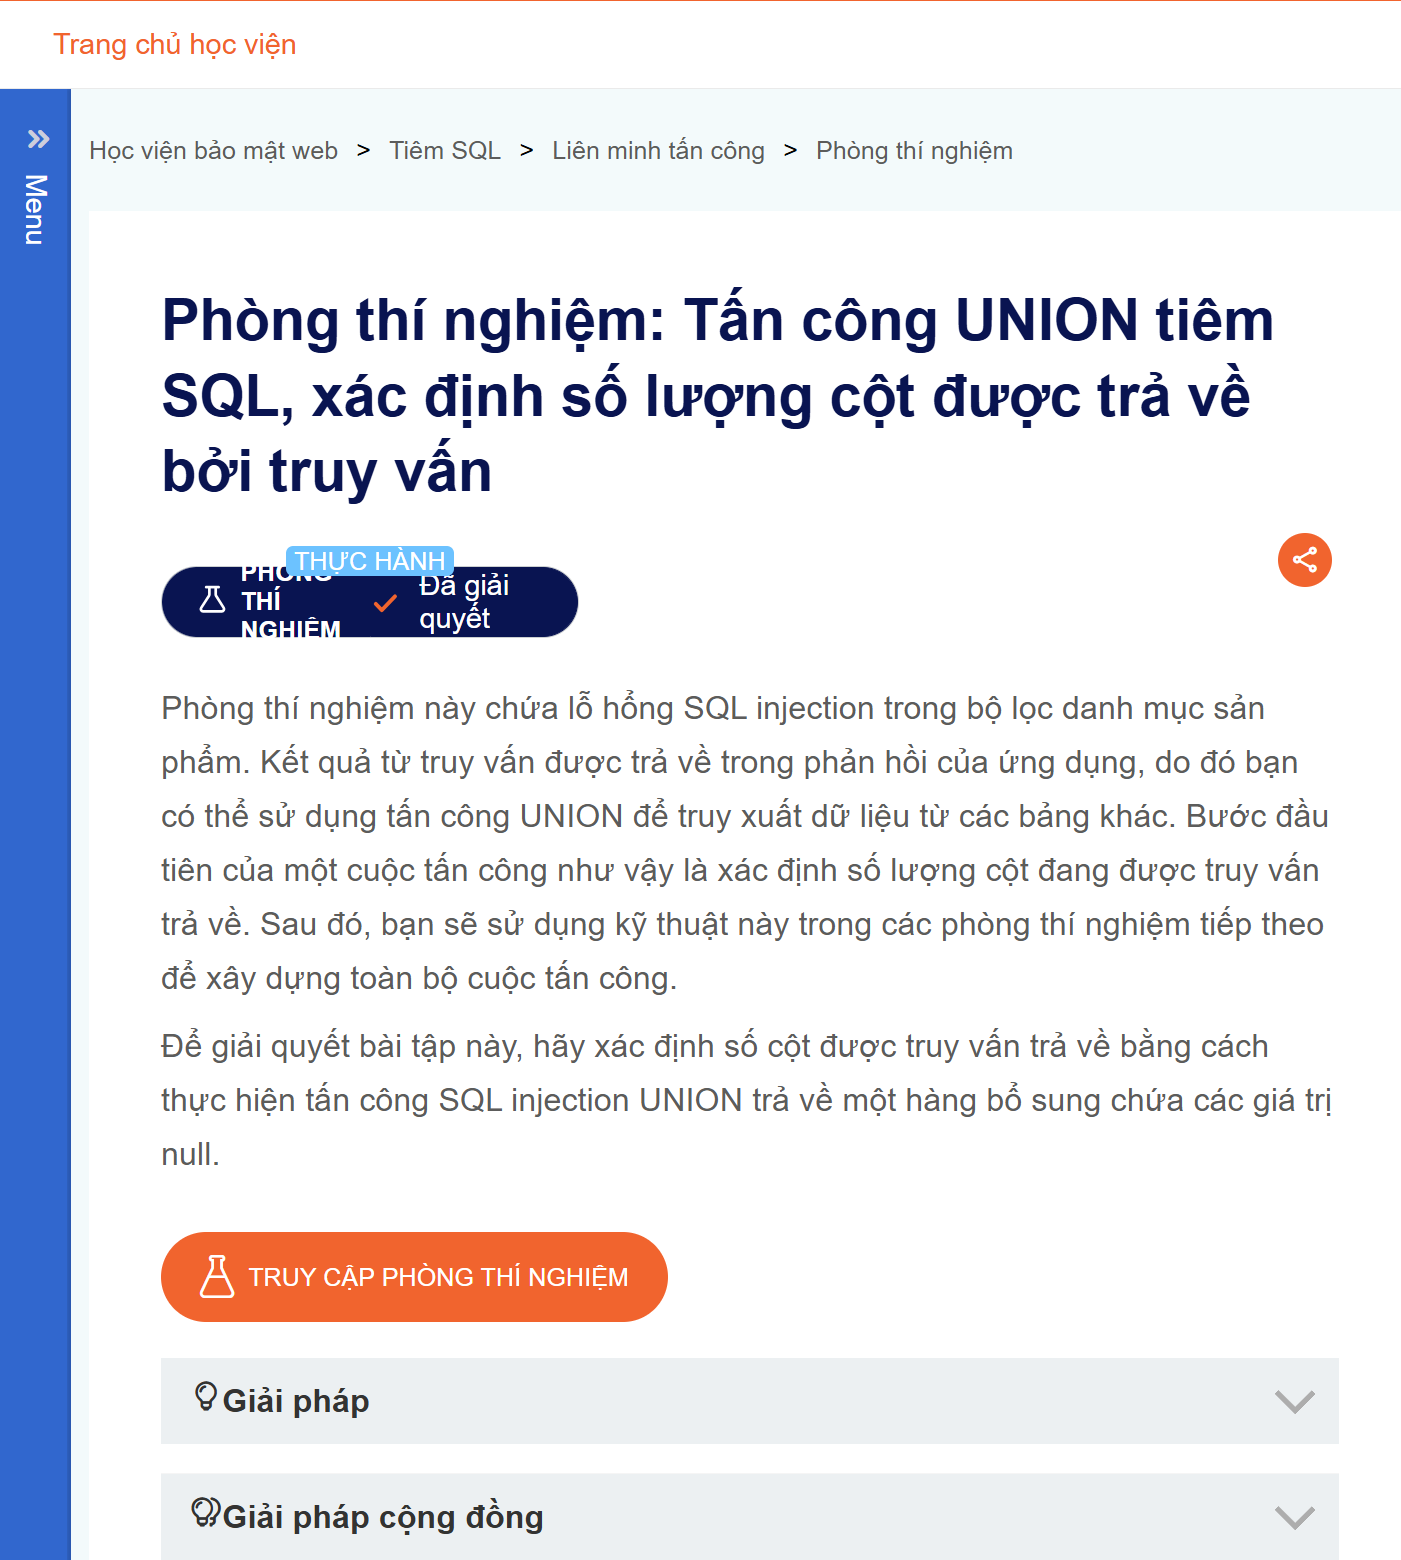 Trang chủ học viện
Menu
Học viện bảo mật web > Tiêm SQL > Liên minh tấn công > Phòng thí nghiệm
Phòng thí nghiệm: Tấn công UNION tiêm
SQL, xác định số lượng cột được trả về
bởi truy vấn
THỰC HÀNH
PHÒNG
THÍ
NGHIỆM
Đã giải
quyết
Phòng thí nghiệm này chứa lỗ hổng SQL injection trong bộ lọc danh mục sản
phẩm. Kết quả từ truy vấn được trả về trong phản hồi của ứng dụng, do đó bạn
có thể sử dụng tấn công UNION để truy xuất dữ liệu từ các bảng khác. Bước đầu
tiên của một cuộc tấn công như vậy là xác định số lượng cột đang được truy vấn
trả về. Sau đó, bạn sẽ sử dụng kỹ thuật này trong các phòng thí nghiệm tiếp theo
để xây dựng toàn bộ cuộc tấn công.
Để giải quyết bài tập này, hãy xác định số cột được truy vấn trả về bằng cách
thực hiện tấn công SQL injection UNION trả về một hàng bổ sung chứa các giá trị
null.
TRUY CẬP PHÒNG THÍ NGHIỆM
Giải pháp
Giải pháp cộng đồng